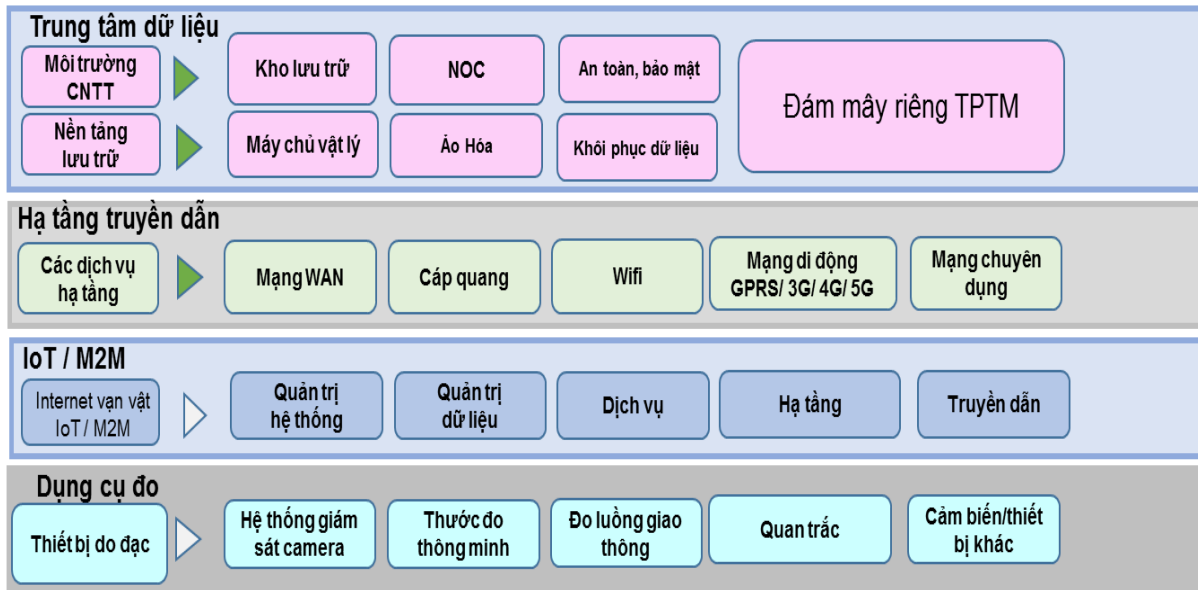 Trung tâm dữ liệu
Môi trường
CNTT
Kho lưu trữ
NOC
An toàn, bảo mật
Đám mây riêng TPTM
Nền tảng
lưu trữ
Máy chủ vật lý
Ảo Hóa
Khôi phục dữ liệu
Hạ tầng truyền dẫn
Các dịch vụ
hạ tầng
Mạng WAN
Cáp quang
Wifi
Mạng di động
GPRS/ 3G/ 4G/ 5G
Mạng chuyên
dụng
IoT / M2M
Internet vạn vật
IoT / M2M
Quản trị
hệ thống
Quản trị
dữ liệu
Dịch vụ
Hạ tầng
Truyền dẫn
Dụng cụ đo
Thiết bị do đạc
Hệ thống giám
sát camera
Thước đo
thông minh
Đo luồng giao
thông
Quan trắc
Cảm biến/thiết
bị khác